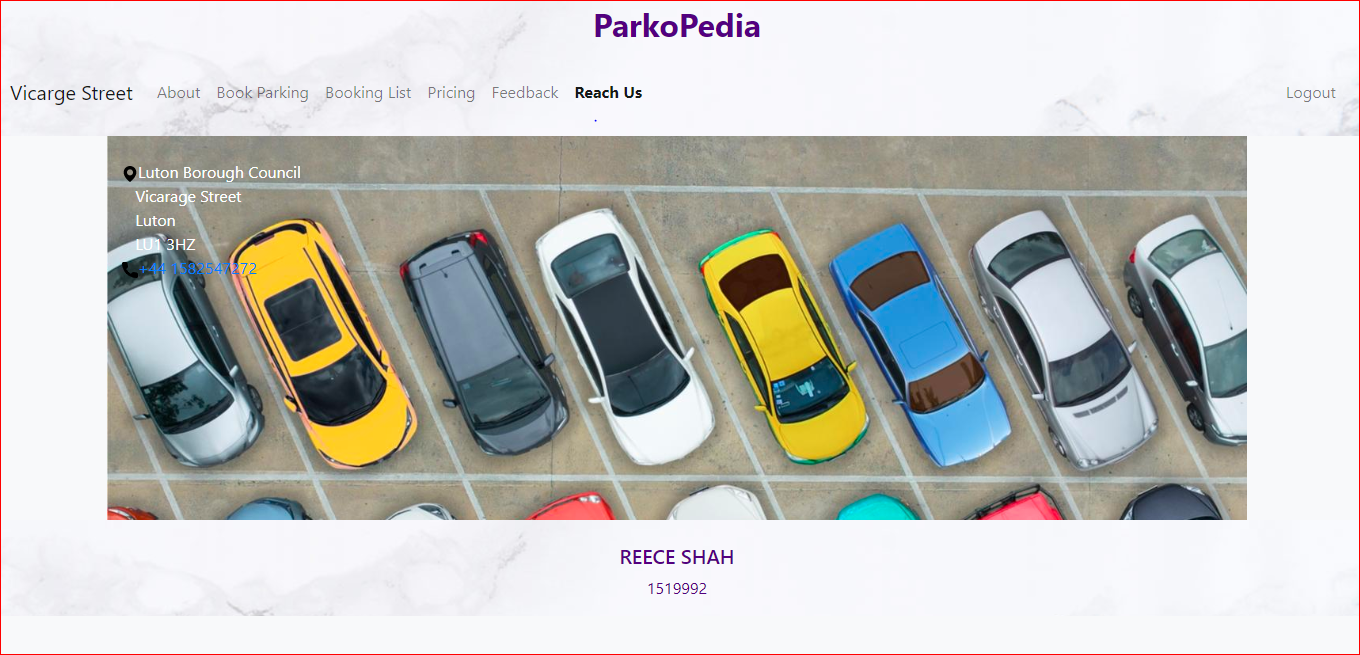 ParkoPedia
Vicarge Street About Book Parking Booking List Pricing Feedback Reach Us Logout
Luton Borough Council
Vicarage Street
Luton
LU1 3HZ
+44 1582547272
REECE SHAH
1519992